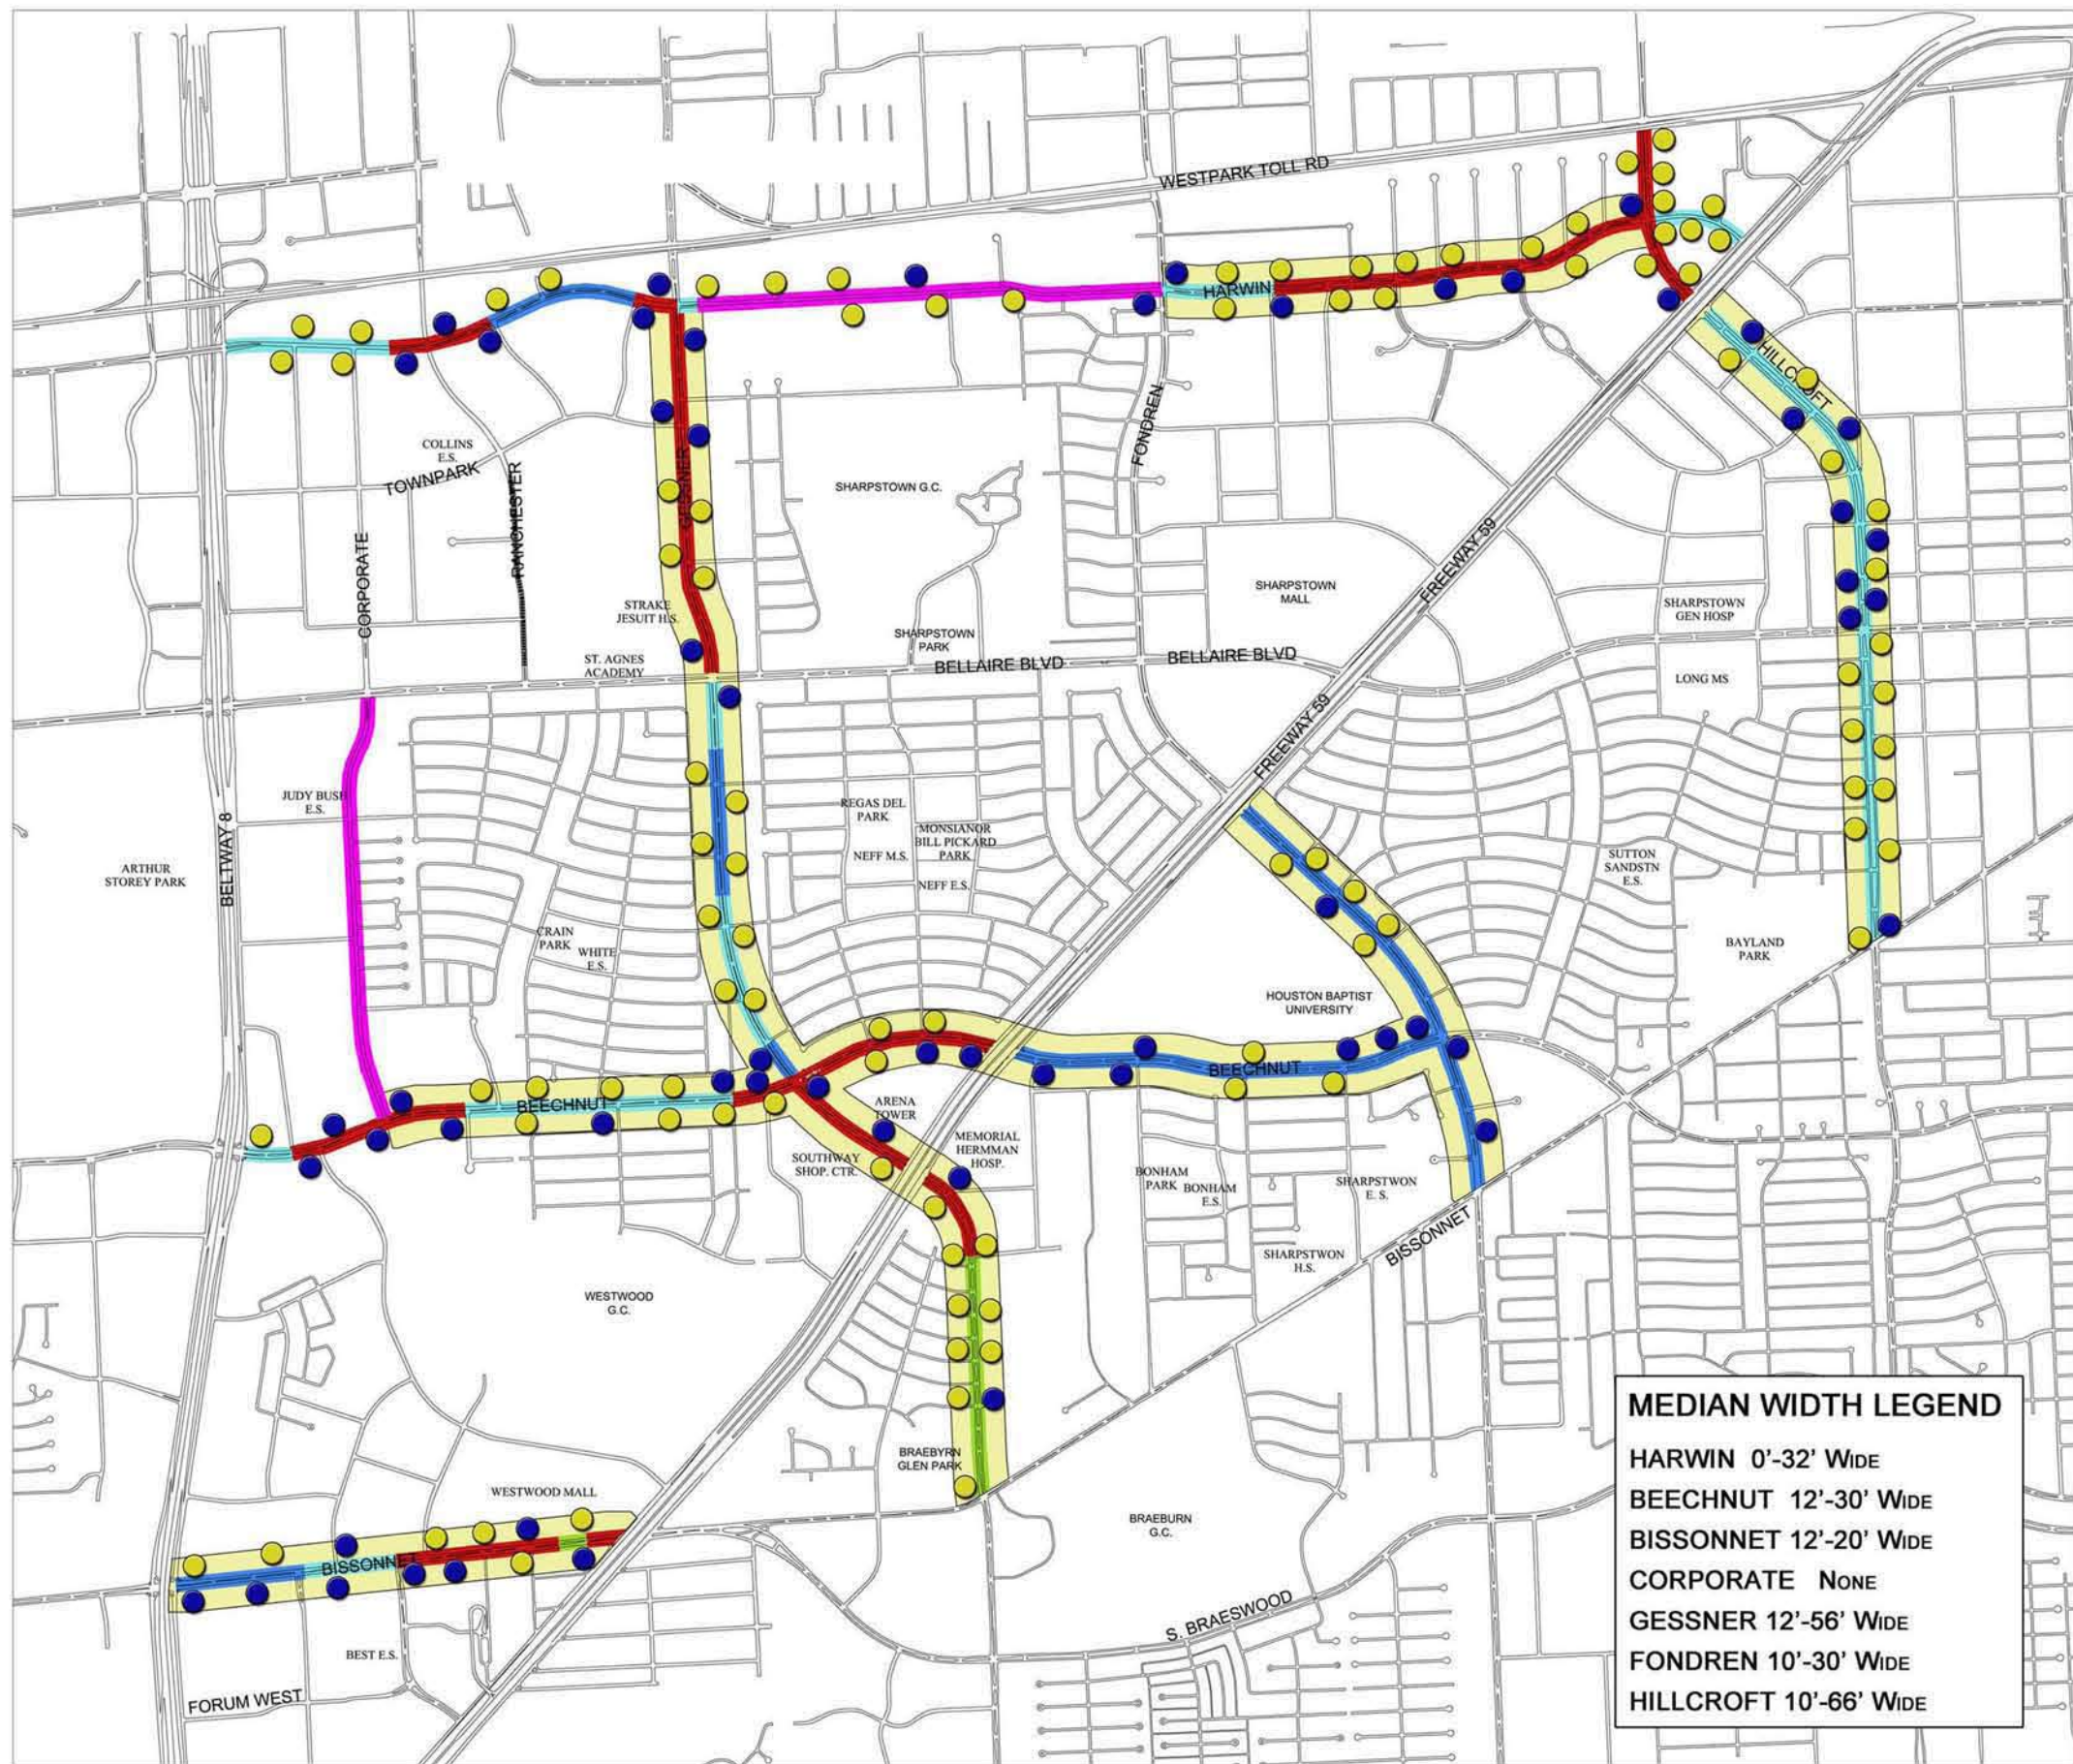 WESTPARK TOLL RD
HARWIN
HILLCROFT
COLLINS
E.S.
TOWNPARK
RANCHESTER
GESSNER
FONDREN
SHARPSTOWN G.C.
CORPORATE
FREEWAY 59
SHARPSTOWN
MALL
SHARPSTOWN
GEN HOSP
STRAKE
JESUIT H.S.
SHARPSTOWN
PARK
ST. AGNES
ACADEMY
BELLAIRE BLVD
BELLAIRE BLVD
LONG MS
FREEWAY 59
JUDY BUSH
E.S.
REGAS DEL
PARK
MONSIANOR
BILL PICKARD
PARK
BELTWAY 8
ARTHUR
STOREY PARK
NEFF M.S.
NEFF E.S.
SUTTON
SANDSTN
E.S.
CRAIN
PARK
WHITE
E.S.
BAYLAND
PARK
HOUSTON BAPTIST
UNIVERSITY
BEECHNUT
BEECHNUT
ARENA
TOWER
MEMORIAL
HERMMAN
HOSP.
SOUTHWAY
SHOP. CTR.
BONHAM
PARK
BONHAM
E.S.
SHARPSTWON
E. S.
BISSONNET
SHARPSTWON
H.S.
WESTWOOD
G.C.
BRAEBYRN
GLEN PARK
WESTWOOD MALL
BRAEBURN
G.C.
BISSONNET
S. BRAESWOOD
BEST E.S.
FORUM WEST
MEDIAN WIDTH LEGEND
HARWIN 0'-32' WIDE
BEECHNUT 12'-30' WIDE
BISSONNET 12'-20' WIDE
CORPORATE NONE
GESSNER 12'-56' WIDE
FONDREN 10'-30' WIDE
HILLCROFT 10'-66' WIDE